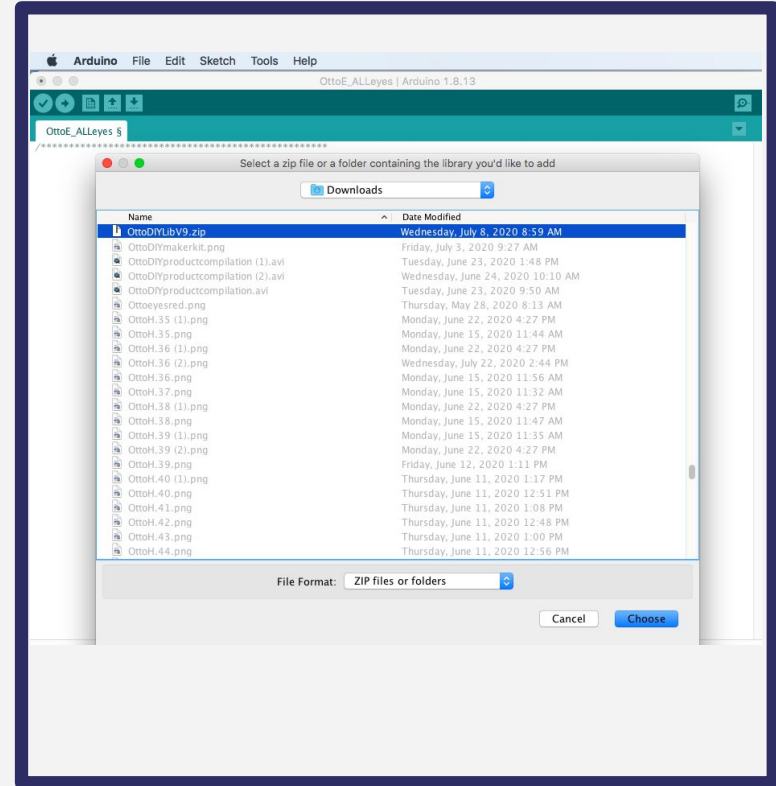 Arduino File Edit Sketch Tools Help
OttoE_ALLeyes | Arduino 1.8.13
OttoE_ALLeyes §
/**************************************************
Select a zip file or a folder containing the library you'd like to add
Downloads
Name Date Modified
OttoDIYLibV9.zip Wednesday, July 8, 2020 8:59 AM
OttoDIYmakerkit.png Friday, July 3, 2020 9:27 AM
OttoDIYproductcompilation (1).avi Tuesday, June 23, 2020 1:48 PM
OttoDIYproductcompilation (2).avi Wednesday, June 24, 2020 10:10 AM
OttoDIYproductcompilation.avi Tuesday, June 23, 2020 9:50 AM
Ottoeyesred.png Thursday, May 28, 2020 8:13 AM
OttoH.35 (1).png Monday, June 22, 2020 4:27 PM
OttoH.35.png Monday, June 15, 2020 11:44 AM
OttoH.36 (1).png Monday, June 22, 2020 4:27 PM
OttoH.36 (2).png Wednesday, July 22, 2020 2:44 PM
OttoH.36.png Monday, June 15, 2020 11:56 AM
OttoH.37.png Monday, June 15, 2020 11:32 AM
OttoH.38 (1).png Monday, June 22, 2020 4:27 PM
OttoH.38.png Monday, June 15, 2020 11:47 AM
OttoH.39 (1).png Monday, June 15, 2020 11:35 AM
OttoH.39 (2).png Monday, June 22, 2020 4:27 PM
OttoH.39.png Friday, June 12, 2020 1:11 PM
OttoH.40 (1).png Thursday, June 11, 2020 1:17 PM
OttoH.40.png Thursday, June 11, 2020 12:51 PM
OttoH.41.png Thursday, June 11, 2020 1:08 PM
OttoH.42.png Thursday, June 11, 2020 12:48 PM
OttoH.43.png Thursday, June 11, 2020 1:00 PM
OttoH.44.png Thursday, June 11, 2020 12:56 PM
File Format: ZIP files or folders
Cancel Choose